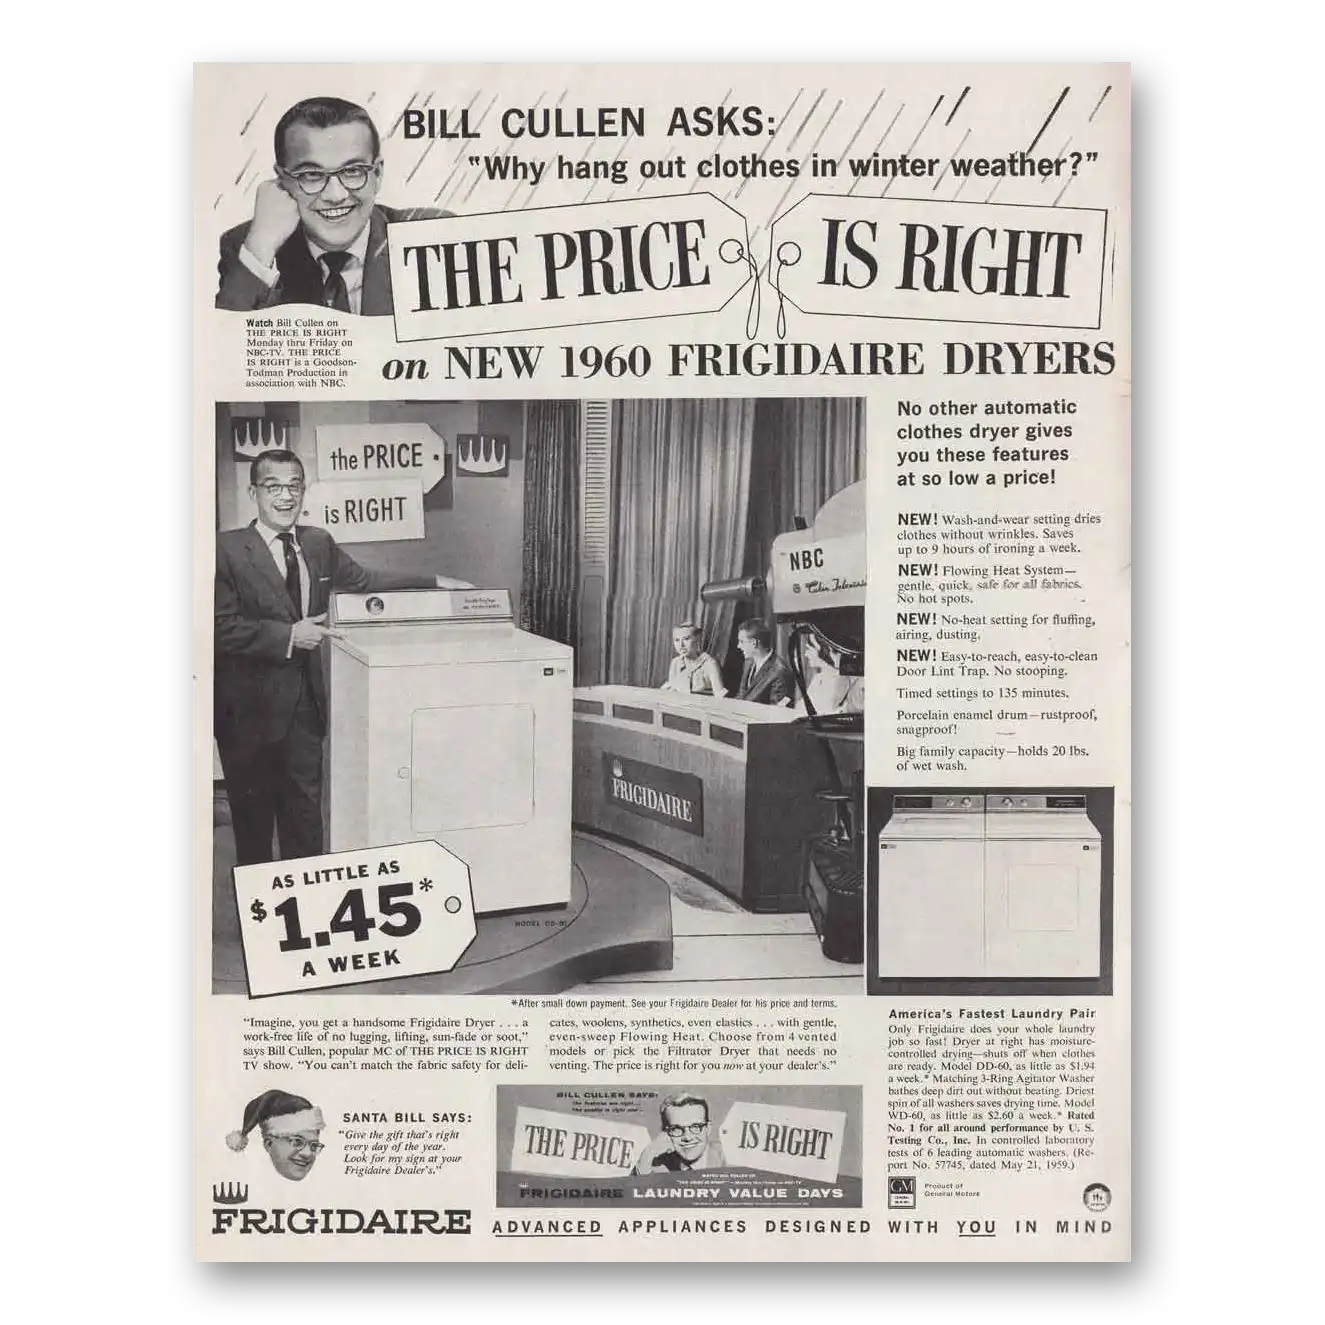 BILL CULLEN ASKS:
"Why hang out clothes in winter weather?"
THE PRICE IS RIGHT
Watch Bill Cullen on
THE PRICE IS RIGHT
Monday thru Friday on
NBC-TV. THE PRICE
IS RIGHT is a Goodson-
Todman Production in
association with NBC.
on NEW 1960 FRIGIDAIRE DRYERS
the PRICE
is RIGHT
NBC
FRIGIDAIRE
AS LITTLE AS
$1.45*
A WEEK
No other automatic
clothes dryer gives
you these features
at so low a price!
NEW! Wash-and-wear setting dries
clothes without wrinkles. Saves
up to 9 hours of ironing a week.
NEW! Flowing Heat System—
gentle, quick, safe for all fabrics.
No hot spots.
NEW! No-heat setting for fluffing,
airing, dusting.
NEW! Easy-to-reach, easy-to-clean
Door Lint Trap. No stooping.
Timed settings to 135 minutes.
Porcelain enamel drum—rustproof,
snagproof!
Big family capacity—holds 20 lbs.
of wet wash.
*After small down payment. See your Frigidaire Dealer for his price and terms.
"Imagine, you get a handsome Frigidaire Dryer . . . a
work-free life of no lugging, lifting, sun-fade or soot,"
says Bill Cullen, popular MC of THE PRICE IS RIGHT
TV show. "You can't match the fabric safety for deli-
cates, woolens, synthetics, even elastics . . . with gentle,
even-sweep Flowing Heat. Choose from 4 vented
models or pick the Filtrator Dryer that needs no
venting. The price is right for you now at your dealer's."
America's Fastest Laundry Pair
Only Frigidaire does your whole laundry
job so fast! Dryer at right has moisture-
controlled drying—shuts off when clothes
are ready. Model DD-60, as little as $1.94
a week.* Matching 3-Ring Agitator Washer
bathes deep dirt out without beating. Driest
spin of all washers saves drying time. Model
WD-60, as little as $2.60 a week.* Rated
No. 1 for all around performance by U. S.
Testing Co., Inc. In controlled laboratory
tests of 6 leading automatic washers. (Re-
port No. 57745, dated May 21, 1959.)
SANTA BILL SAYS:
"Give the gift that's right
every day of the year.
Look for my sign at your
Frigidaire Dealer's."
BILL CULLEN SAYS:
THE PRICE IS RIGHT
FRIGIDAIRE LAUNDRY VALUE DAYS
GM
Product of
General Motors
FRIGIDAIRE ADVANCED APPLIANCES DESIGNED WITH YOU IN MIND